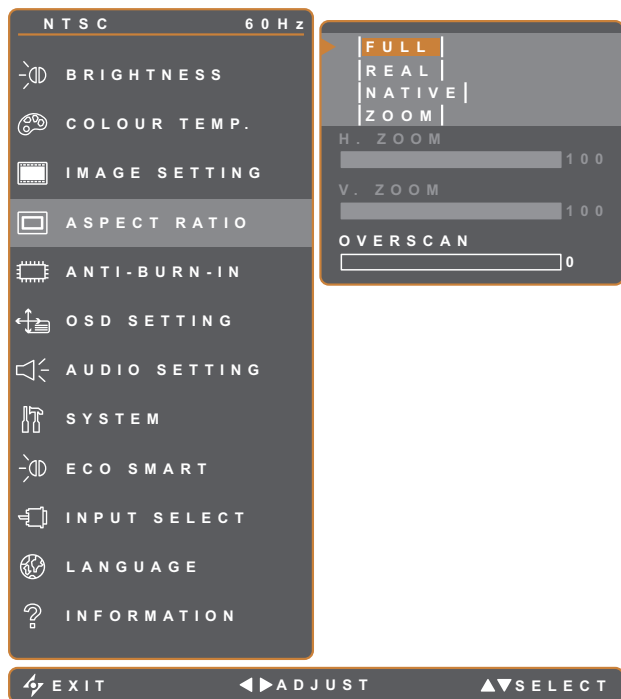 NTSC 60Hz
BRIGHTNESS
COLOUR TEMP.
IMAGE SETTING
ASPECT RATIO
ANTI-BURN-IN
OSD SETTING
AUDIO SETTING
SYSTEM
ECO SMART
INPUT SELECT
LANGUAGE
INFORMATION
FULL
REAL
NATIVE
ZOOM
H. ZOOM
100
V. ZOOM
100
OVERSCAN
0
EXIT ADJUST SELECT